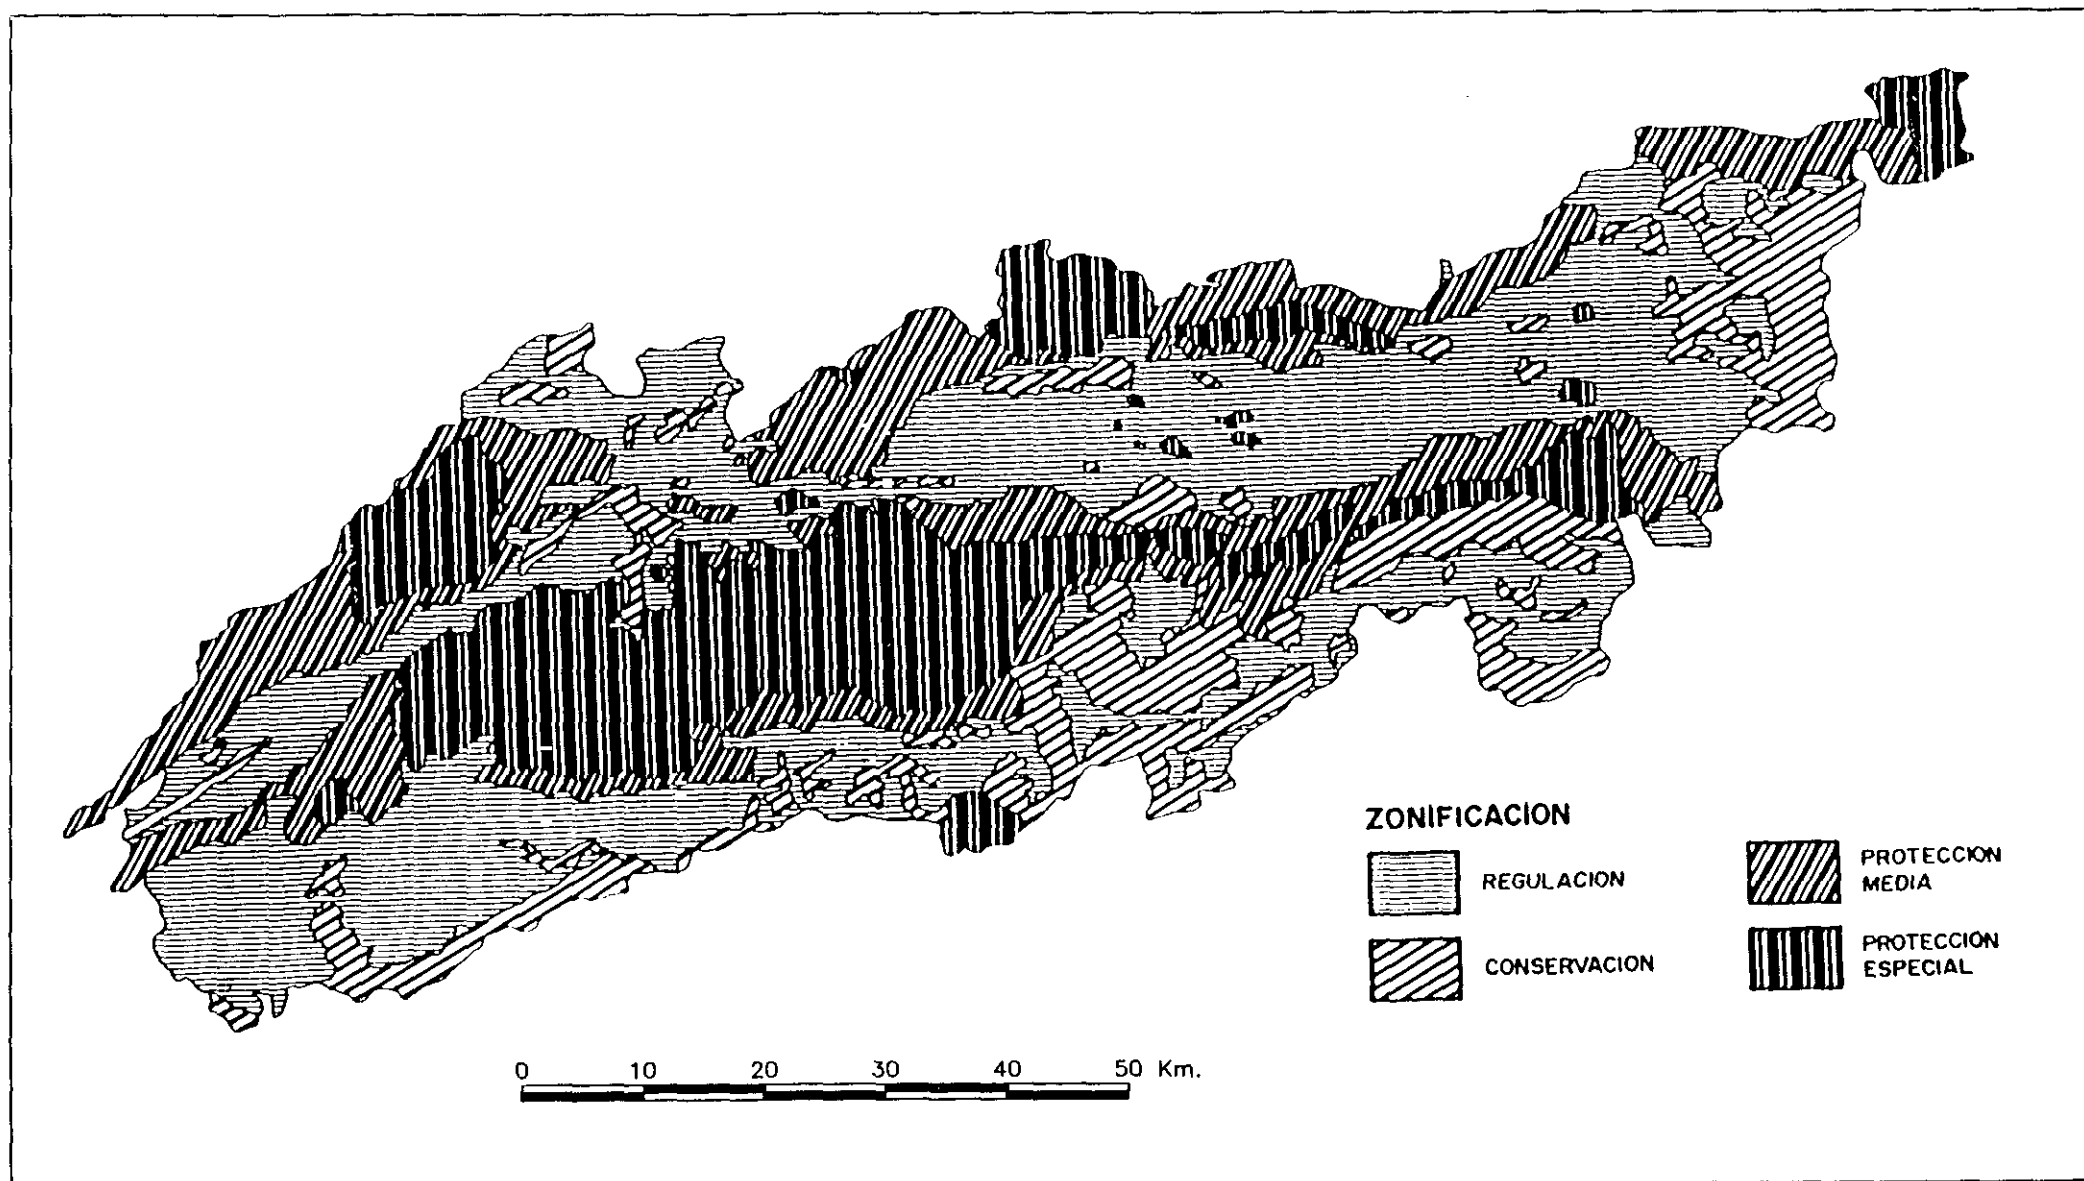 ZONIFICACION
REGULACION
CONSERVACION
PROTECCION
MEDIA
PROTECCION
ESPECIAL
0 10 20 30 40 50 Km.